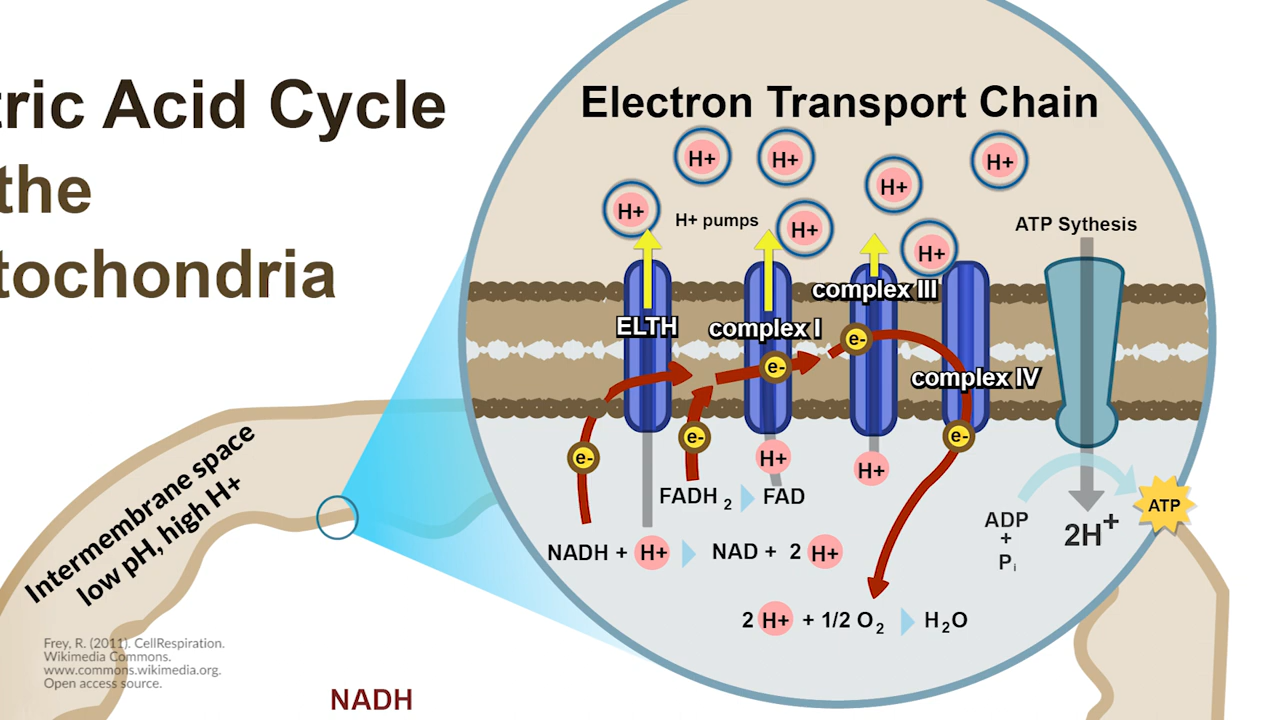 tric Acid Cycle
the
tochondria
Electron Transport Chain
H+
H+
H+
H+
H+
H+
H+
H+ pumps
ATP Sythesis
complex III
ELTH
complex I
e-
e-
complex IV
e-
e-
e-
H+
H+
FADH 2 FAD
ATP
ADP
+
Pi
2H+
NADH + H+ NAD + 2 H+
2 H+ + 1/2 O2 H2O
Intermembrane space
low pH, high H+
Frey, R. (2011). CellRespiration.
Wikimedia Commons.
www.commons.wikimedia.org.
Open access source.
NADH